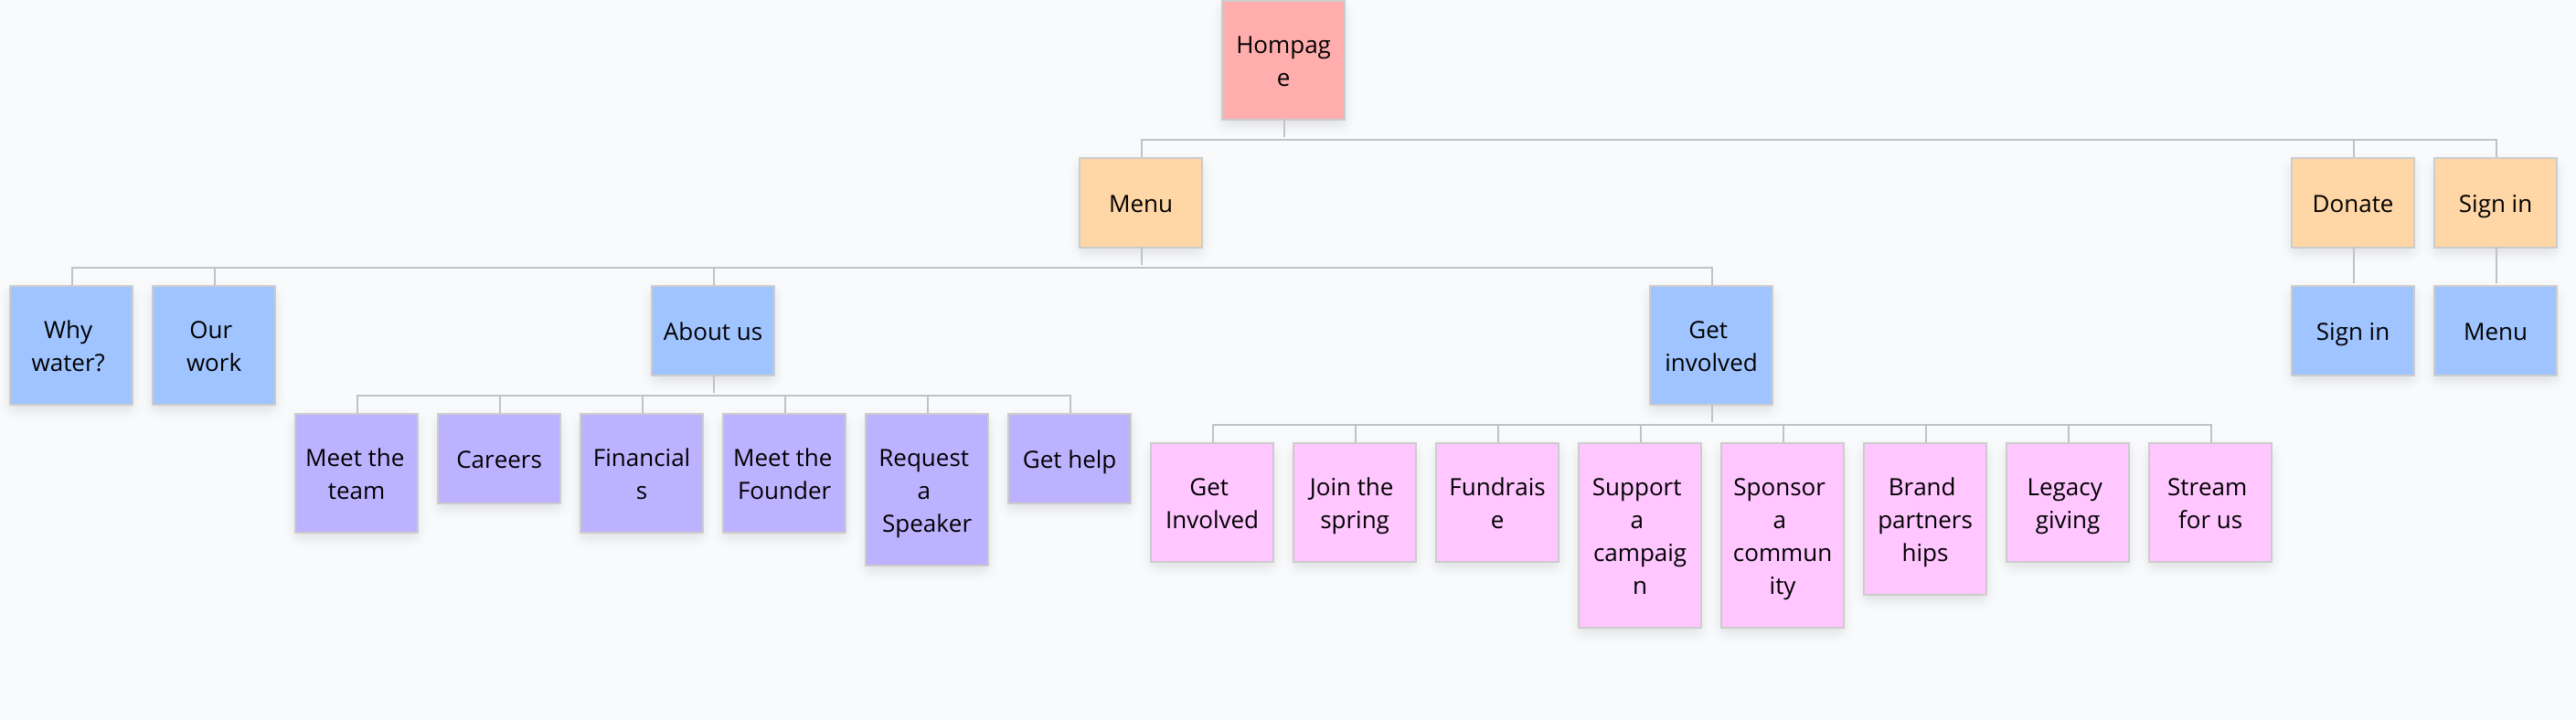 Hompag
e
Menu
Donate
Sign in
Why
water?
Our
work
About us
Get
involved
Sign in
Menu
Meet the
team
Careers
Financial
s
Meet the
Founder
Request
a
Speaker
Get help
Get
Involved
Join the
spring
Fundrais
e
Support
a
campaig
n
Sponsor
a
commun
ity
Brand
partners
hips
Legacy
giving
Stream
for us